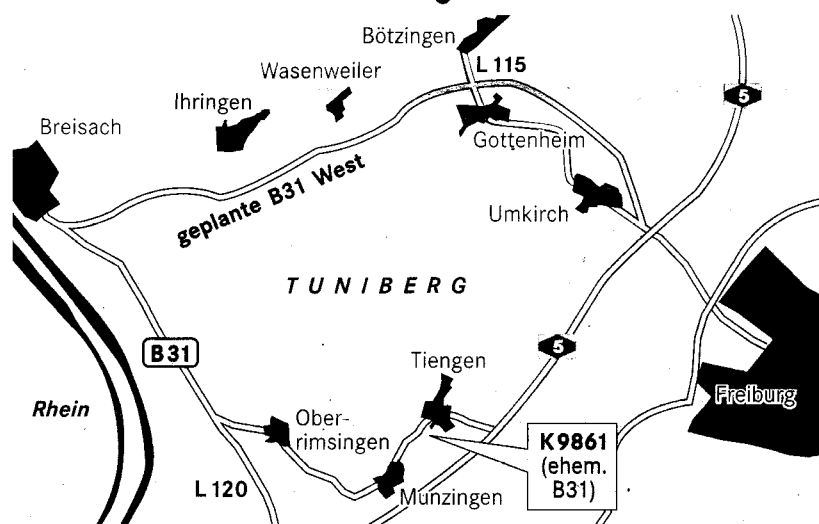 Bötzingen
L 115
Wasenweiler
5
Ihringen
Breisach
Gottenheim
geplante B31 West
Umkirch
TUNIBERG
B31
5
Tiengen
Rhein
Freiburg
Ober-
rimsingen
K9861
(ehem.
B31)
L 120
Munzingen